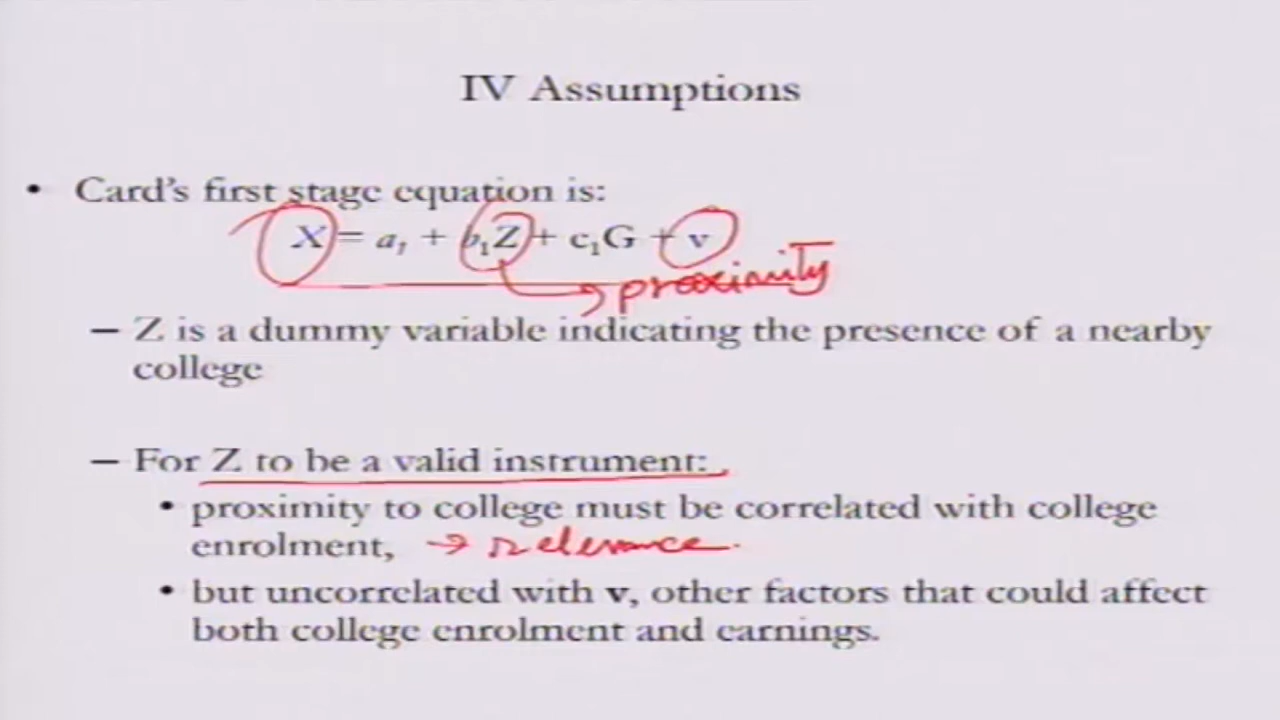 IV Assumptions
• Card's first stage equation is:
X = a₁ + b₁Z + c₁G + v
proximity
– Z is a dummy variable indicating the presence of a nearby
college
– For Z to be a valid instrument:
• proximity to college must be correlated with college
enrolment, → relevance.
• but uncorrelated with v, other factors that could affect
both college enrolment and earnings.